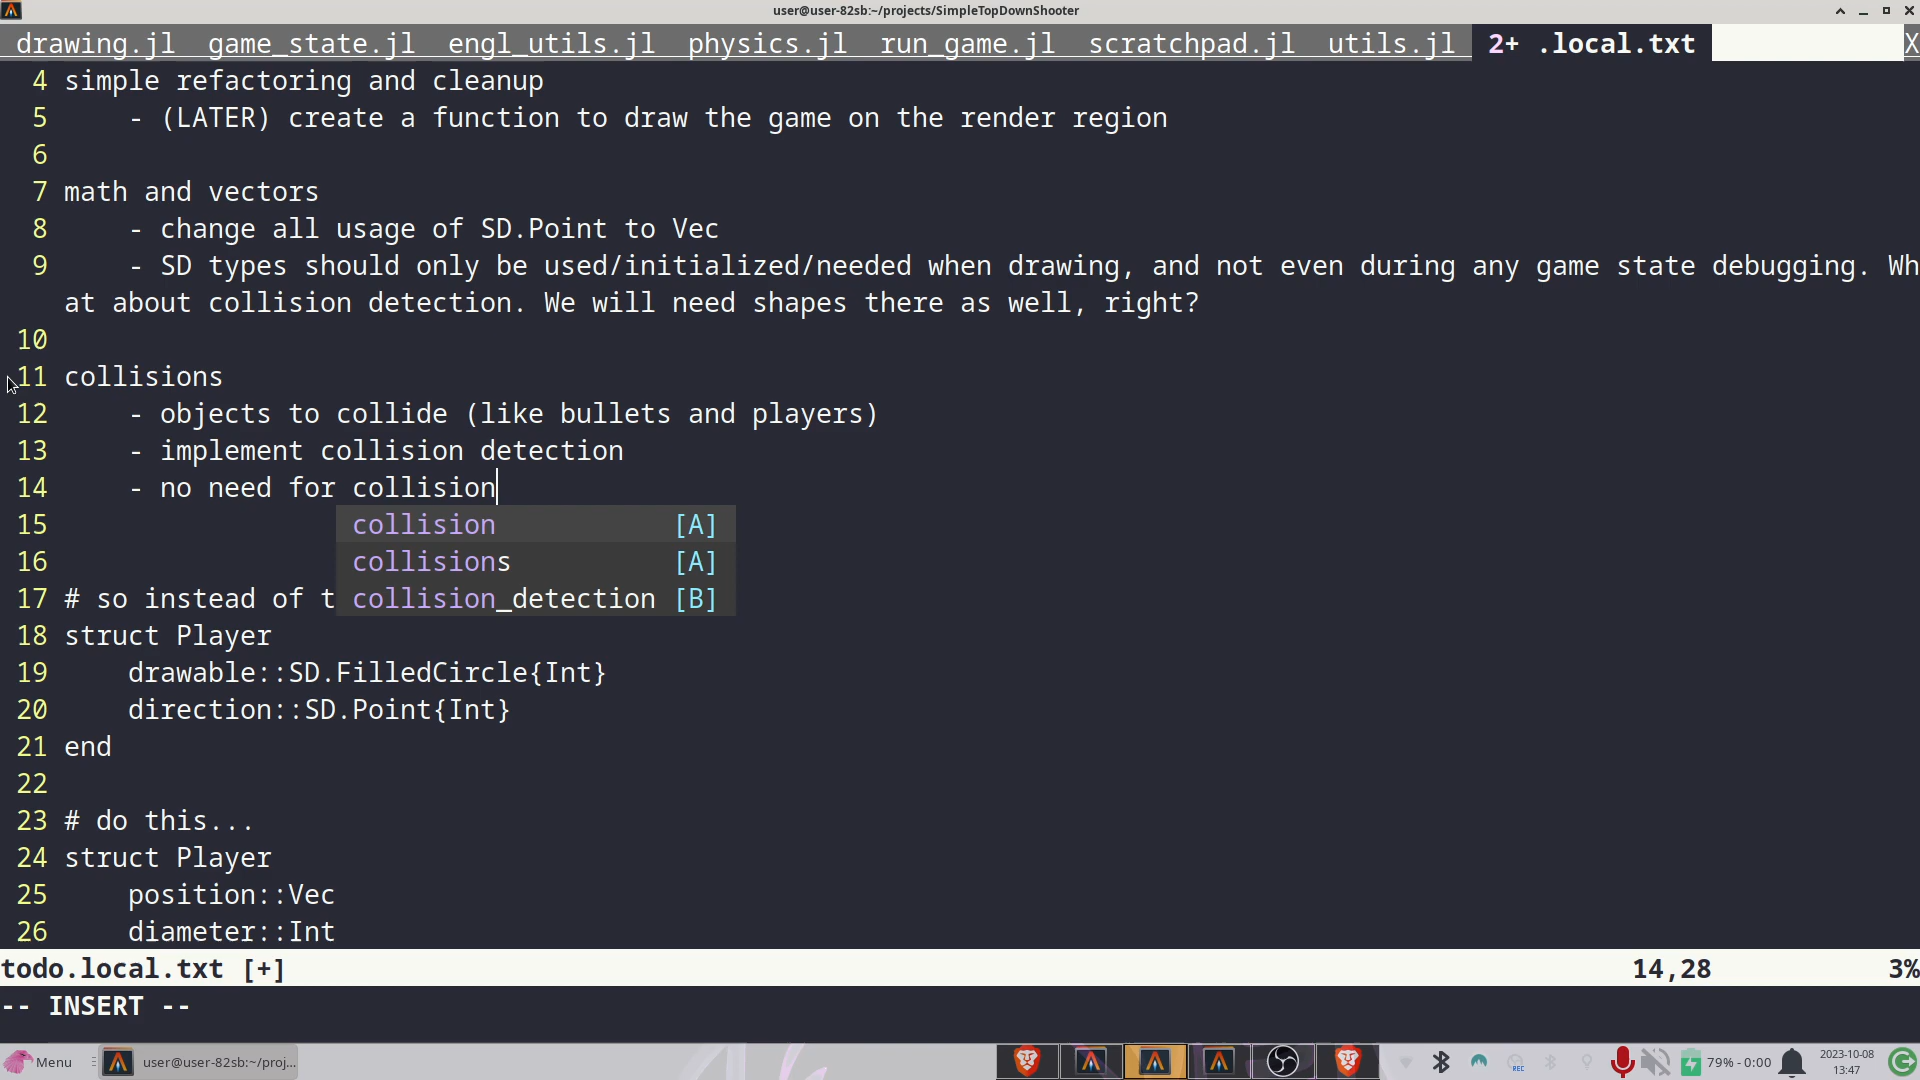 user@user-82sb:~/projects/SimpleTopDownShooter
drawing.jl game_state.jl engl_utils.jl physics.jl run_game.jl scratchpad.jl utils.jl 2+ .local.txt X
4 simple refactoring and cleanup
5 - (LATER) create a function to draw the game on the render region
6
7 math and vectors
8 - change all usage of SD.Point to Vec
9 - SD types should only be used/initialized/needed when drawing, and not even during any game state debugging. Wh
at about collision detection. We will need shapes there as well, right?
10
11 collisions
12 - objects to collide (like bullets and players)
13 - implement collision detection
14 - no need for collision
15 collision [A]
16 collisions [A]
17 # so instead of t collision_detection [B]
18 struct Player
19 drawable::SD.FilledCircle{Int}
20 direction::SD.Point{Int}
21 end
22
23 # do this...
24 struct Player
25 position::Vec
26 diameter::Int
todo.local.txt [+] 14,28 3%
-- INSERT --
Menu user@user-82sb:~/proj... REC 79% - 0:00 2023-10-08
13:47